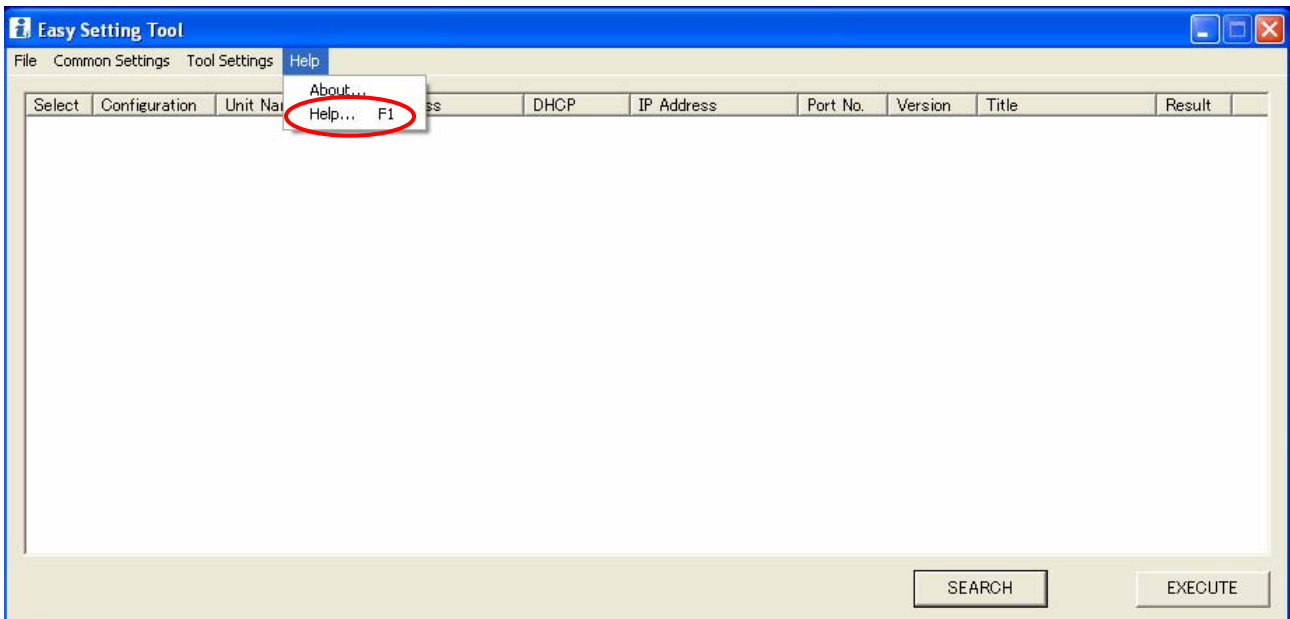 Easy Setting Tool
File Common Settings Tool Settings Help
About...
Help... F1
Select Configuration Unit Nar ss DHCP IP Address Port No. Version Title Result
SEARCH EXECUTE